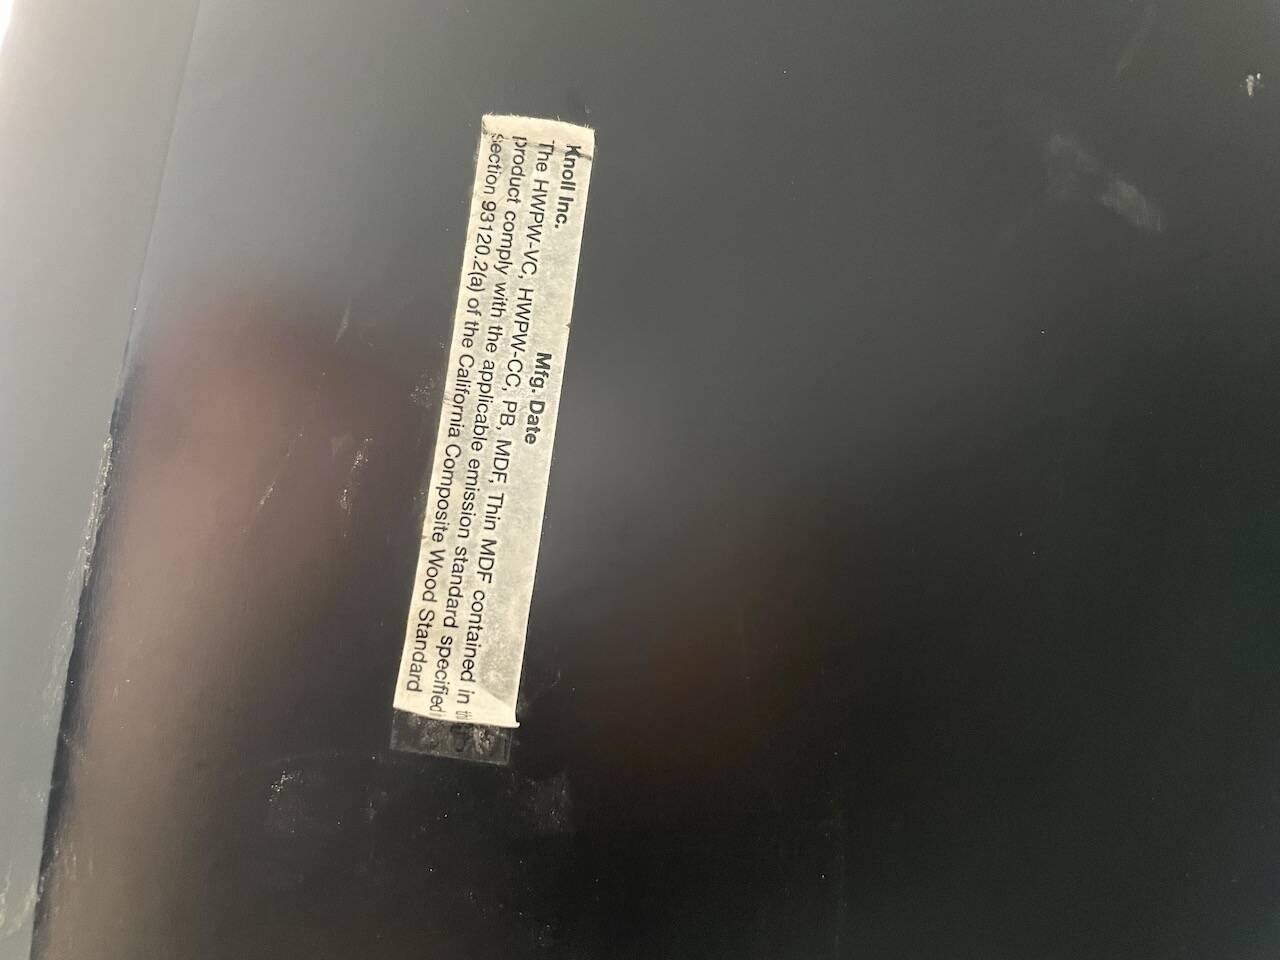 Knoll Inc. Mfg. Date
The HWPW-VC, HWPW-CC, PB, MDF, Thin MDF contained in
product comply with the applicable emission standard specified
section 93120.2(a) of the California Composite Wood Standard